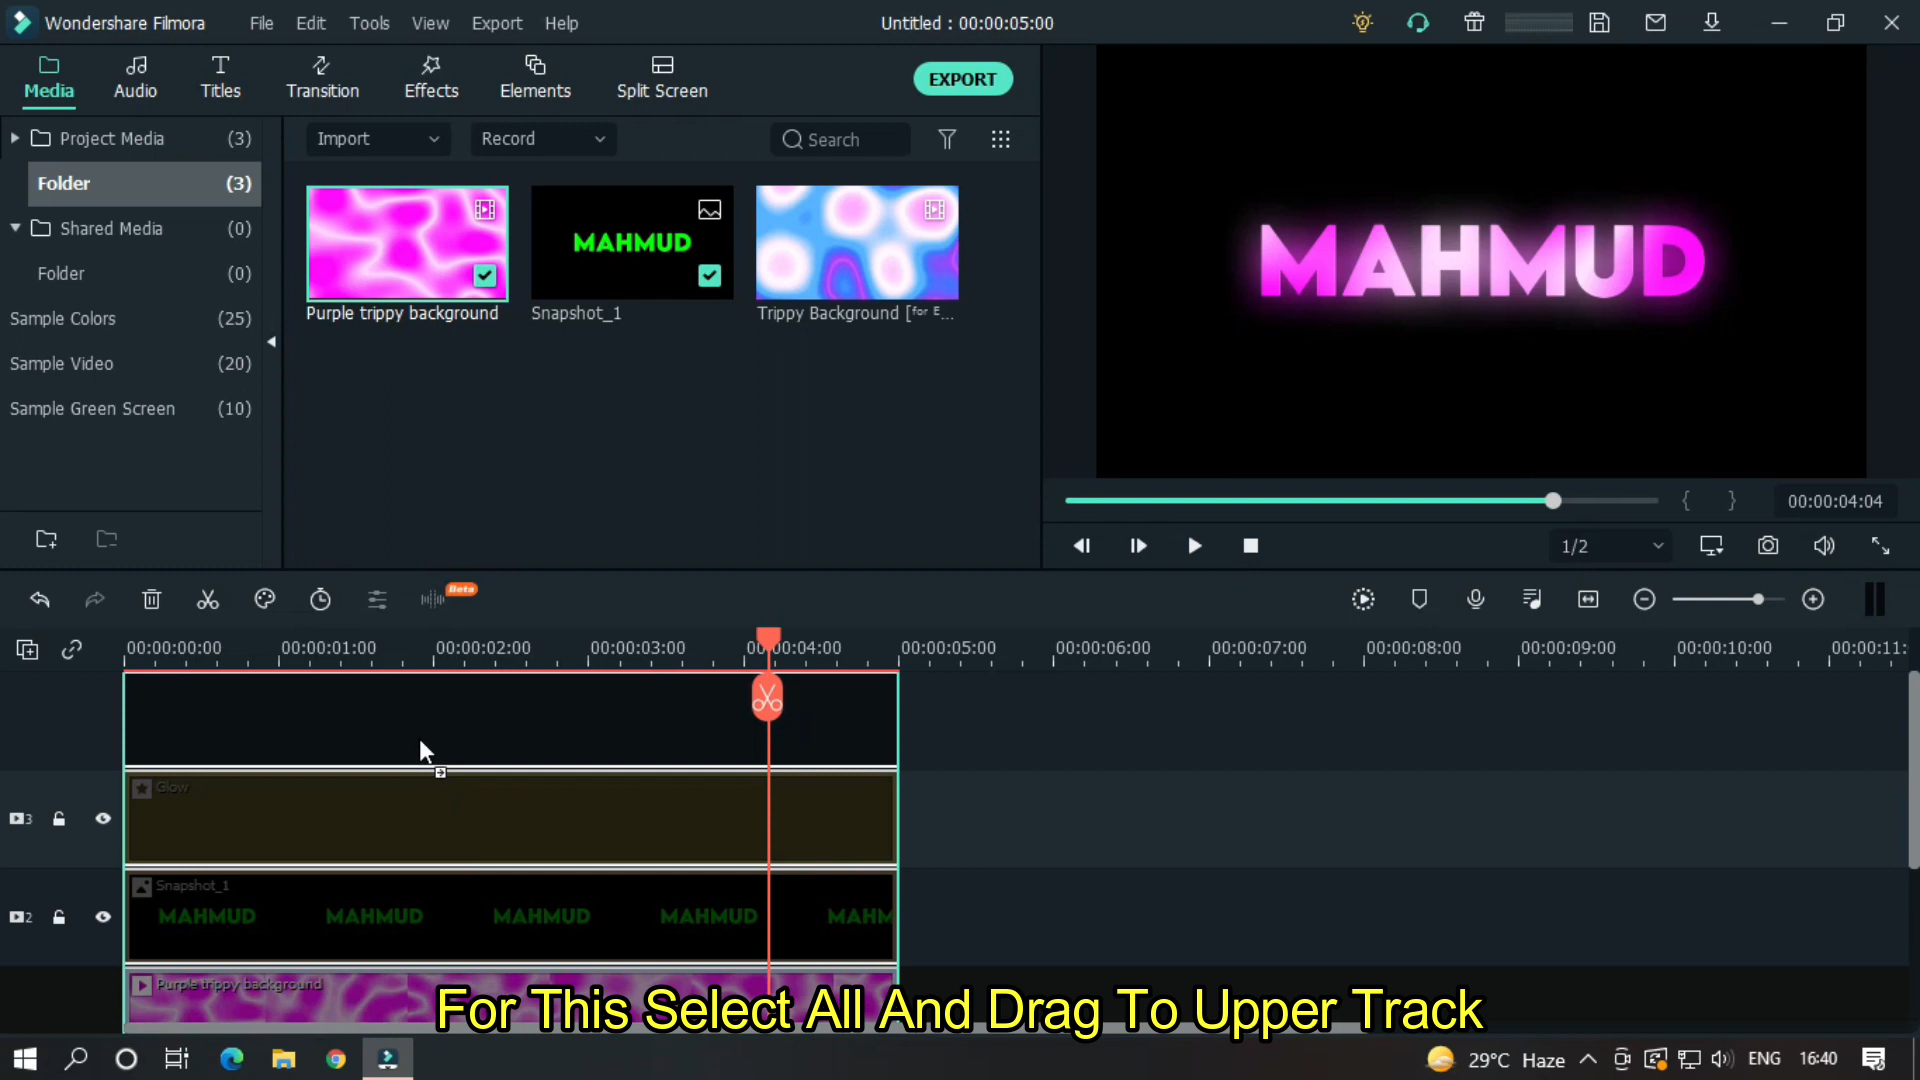 Wondershare Filmora
File
Edit
Tools
View
Export
Help
Untitled : 00:00:05:00
Media
Audio
Titles
Transition
Effects
Elements
Split Screen
EXPORT
Project Media (3)
Folder (3)
Shared Media (0)
Folder (0)
Sample Colors (25)
Sample Video (20)
Sample Green Screen (10)
Import
Record
Search
MAHMUD
Purple trippy background
Snapshot_1
Trippy Background [ᶠᵒʳ ᴱ...
MAHMUD
00:00:04:04
1/2
Beta
00:00:00:00
00:00:01:00
00:00:02:00
00:00:03:00
00:00:04:00
00:00:05:00
00:00:06:00
00:00:07:00
00:00:08:00
00:00:09:00
00:00:10:00
00:00:11:
3
Glow
2
Snapshot_1
MAHMUD MAHMUD MAHMUD MAHMUD MAHM
Purple trippy background
For This Select All And Drag To Upper Track
29°C Haze
ENG
16:40